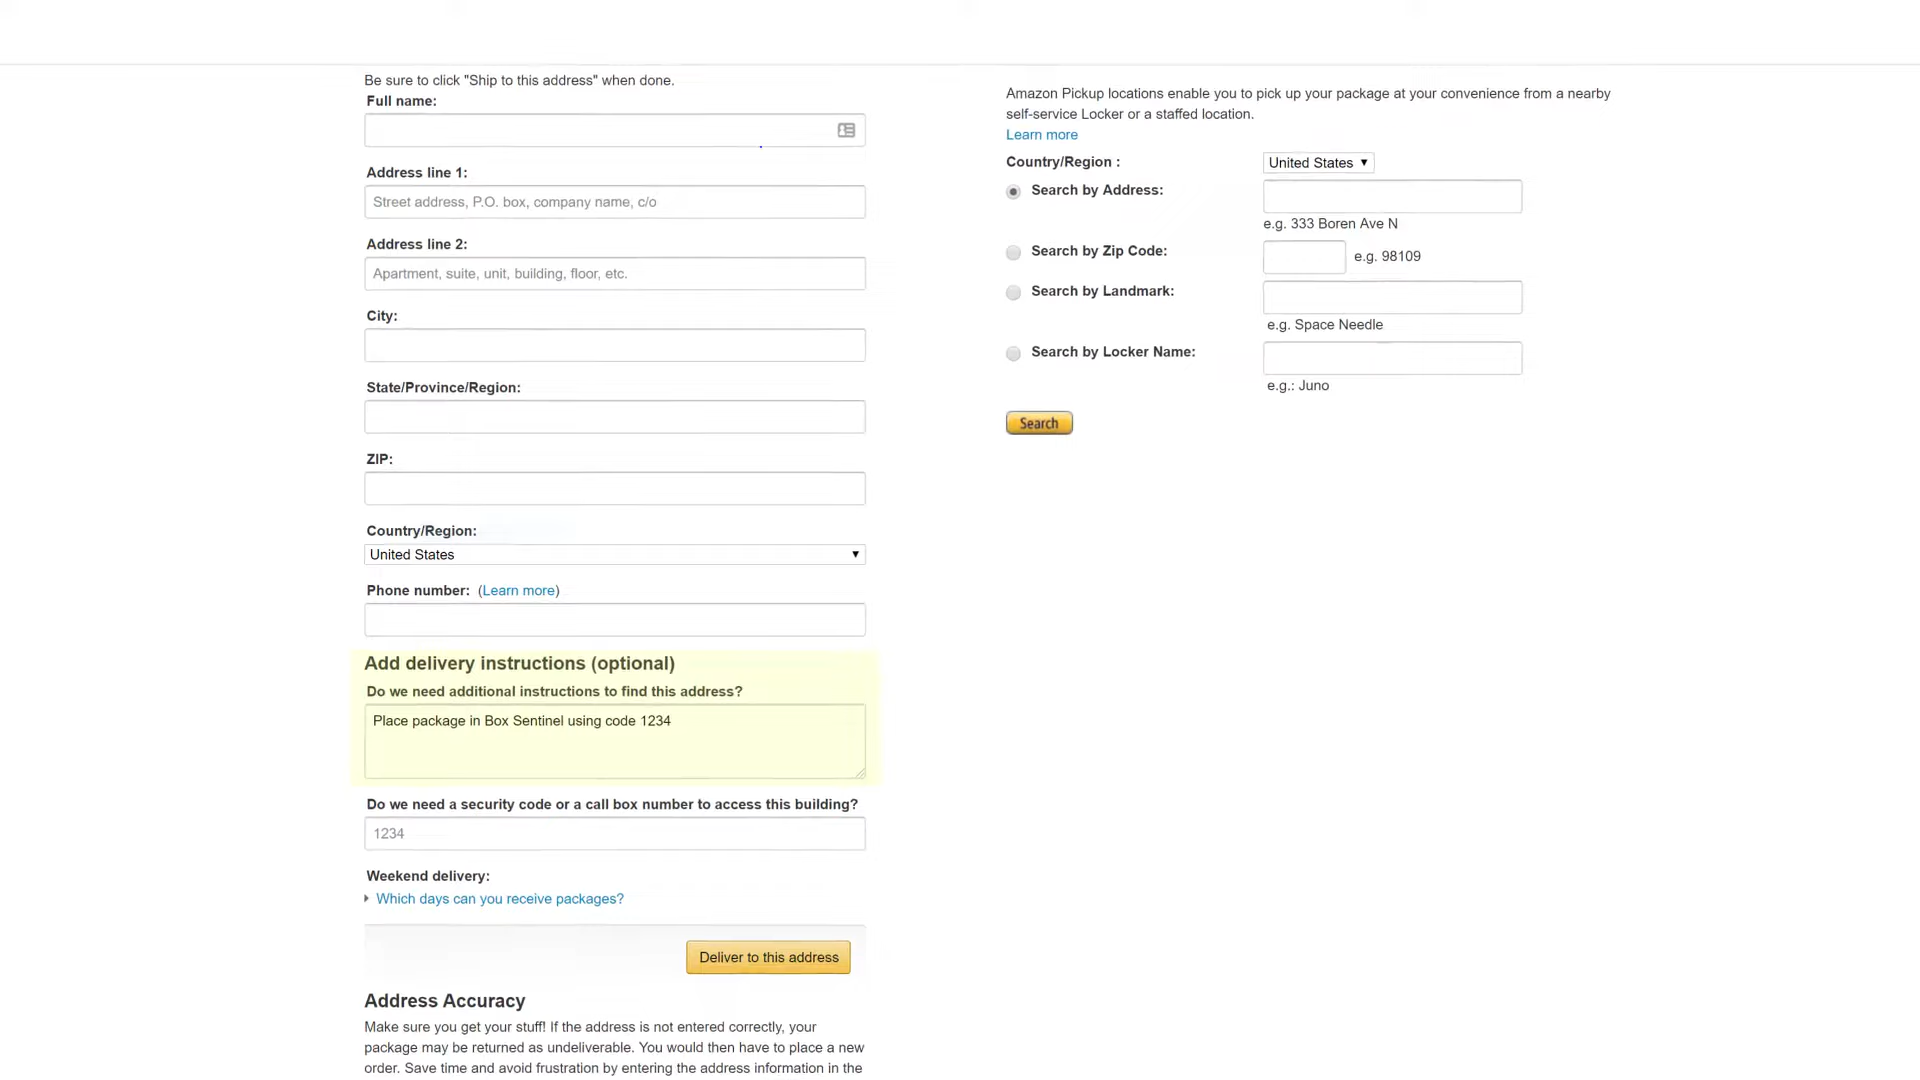 Be sure to click "Ship to this address" when done.
Full name:
Address line 1:
Street address, P.O. box, company name, c/o
Address line 2:
Apartment, suite, unit, building, floor, etc.
City:
State/Province/Region:
ZIP:
Country/Region:
United States
Phone number: (Learn more)
Add delivery instructions (optional)
Do we need additional instructions to find this address?
Place package in Box Sentinel using code 1234
Do we need a security code or a call box number to access this building?
1234
Weekend delivery:
Which days can you receive packages?
Deliver to this address
Address Accuracy
Make sure you get your stuff! If the address is not entered correctly, your
package may be returned as undeliverable. You would then have to place a new
order. Save time and avoid frustration by entering the address information in the
Amazon Pickup locations enable you to pick up your package at your convenience from a nearby
self-service Locker or a staffed location.
Learn more
Country/Region :
United States
Search by Address:
e.g. 333 Boren Ave N
Search by Zip Code:
e.g. 98109
Search by Landmark:
e.g. Space Needle
Search by Locker Name:
e.g.: Juno
Search